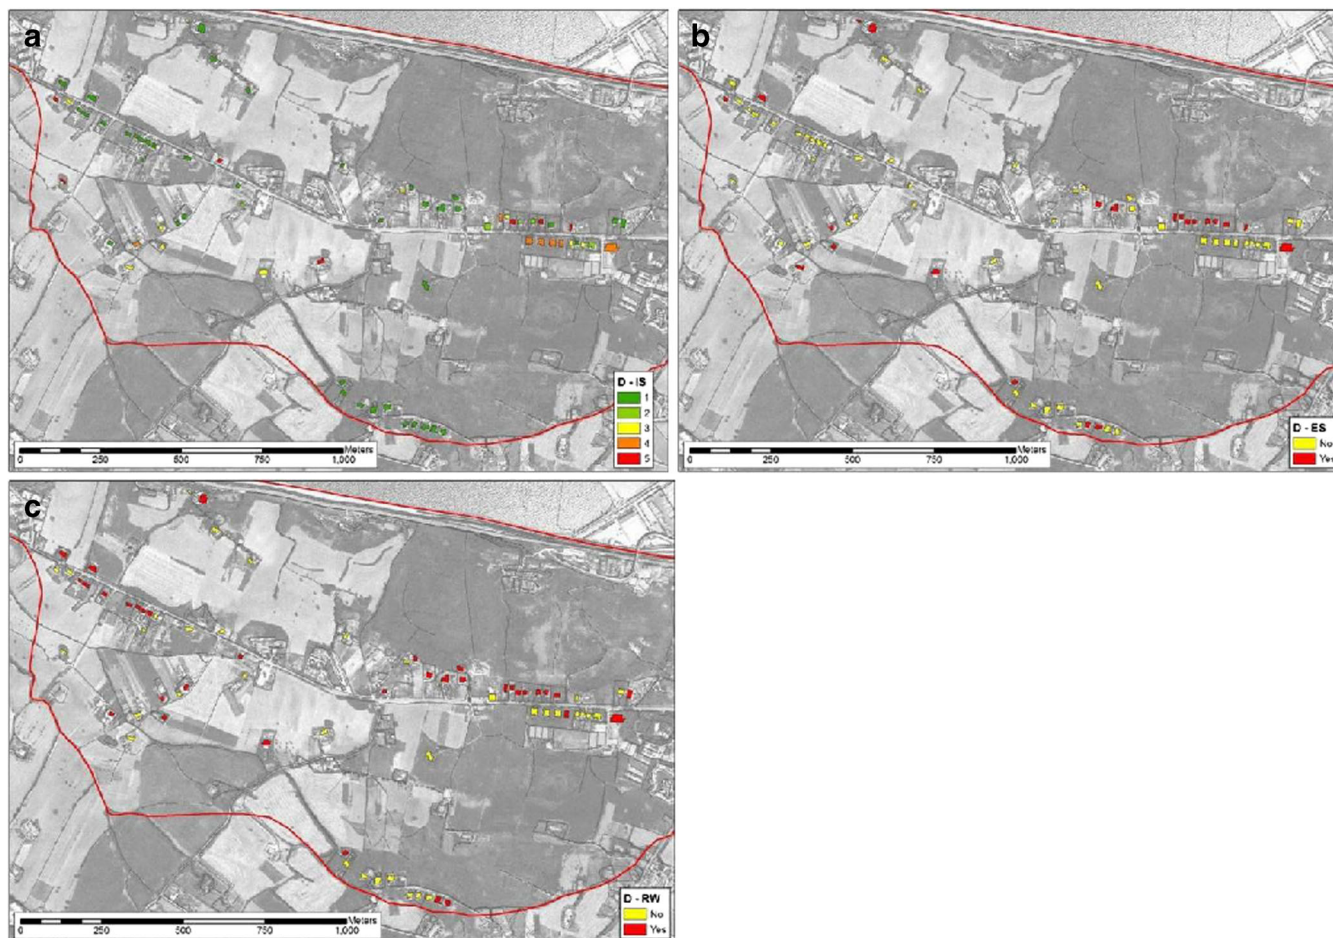 a
D - IS
1
2
3
4
5
Meters
0 250 500 750 1,000
b
D - ES
No
Yes
Meters
0 250 500 750 1,000
c
D - RW
No
Yes
Meters
0 250 500 750 1,000